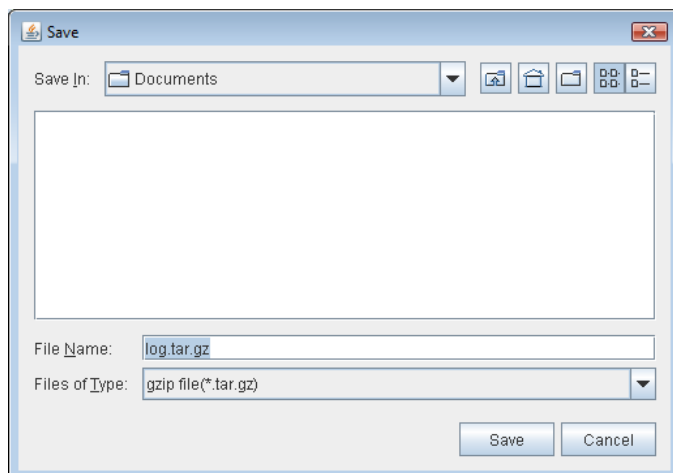 Save
Save In: Documents
File Name: log.tar.gz
Files of Type: gzip file(*.tar.gz)
Save Cancel